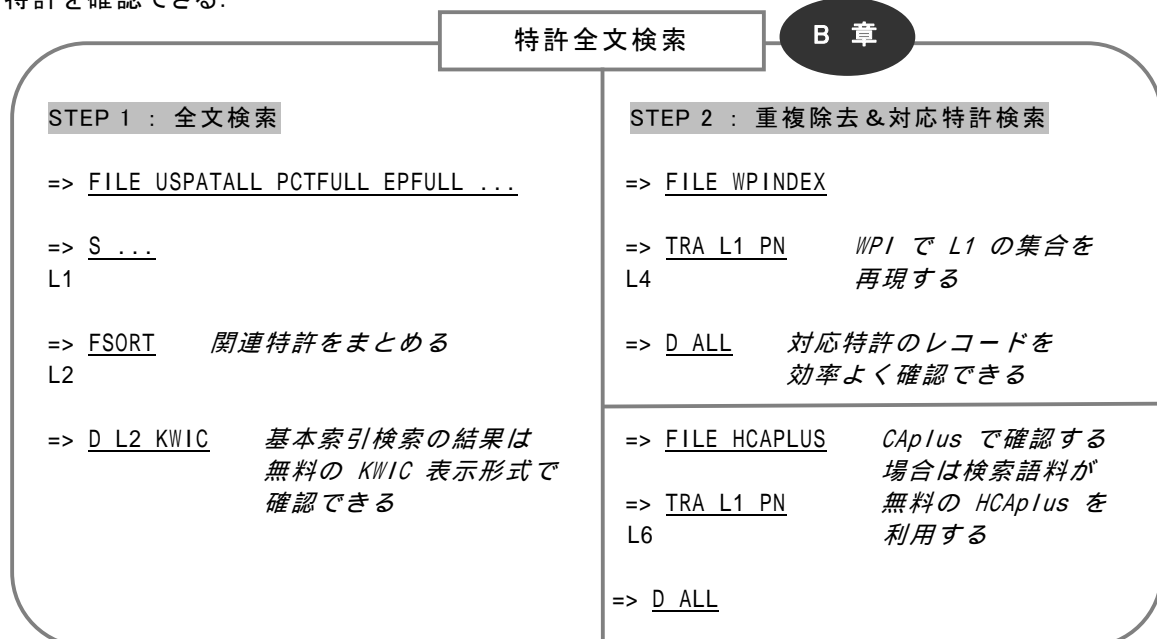 特許を確認できる.
特許全文検索
B 章
STEP 1 : 全文検索
=> FILE USPATALL PCTFULL EPFULL ...
=> S ...
L1
=> FSORT 関連特許をまとめる
L2
=> D L2 KWIC 基本索引検索の結果は
無料の KWIC 表示形式で
確認できる
STEP 2 : 重複除去&対応特許検索
=> FILE WPINDEX
=> TRA L1 PN WPI で L1 の集合を
L4 再現する
=> D ALL 対応特許のレコードを
効率よく確認できる
=> FILE HCAPLUS CAplus で確認する
場合は検索語料が
=> TRA L1 PN 無料の HCAplus を
L6 利用する
=> D ALL